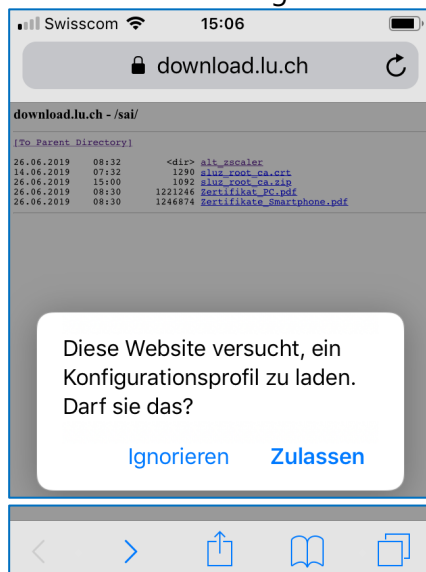 Swisscom
15:06
download.lu.ch
download.lu.ch - /sai/
[To Parent Directory]
26.06.2019 08:32 <dir> alt_zscaler
14.06.2019 07:32 1290 sluz_root_ca.crt
26.06.2019 15:00 1092 sluz_root_ca.zip
26.06.2019 08:30 1221246 Zertifikat_PC.pdf
26.06.2019 08:30 1246874 Zertifikate_Smartphone.pdf
Diese Website versucht, ein
Konfigurationsprofil zu laden.
Darf sie das?
Ignorieren Zulassen